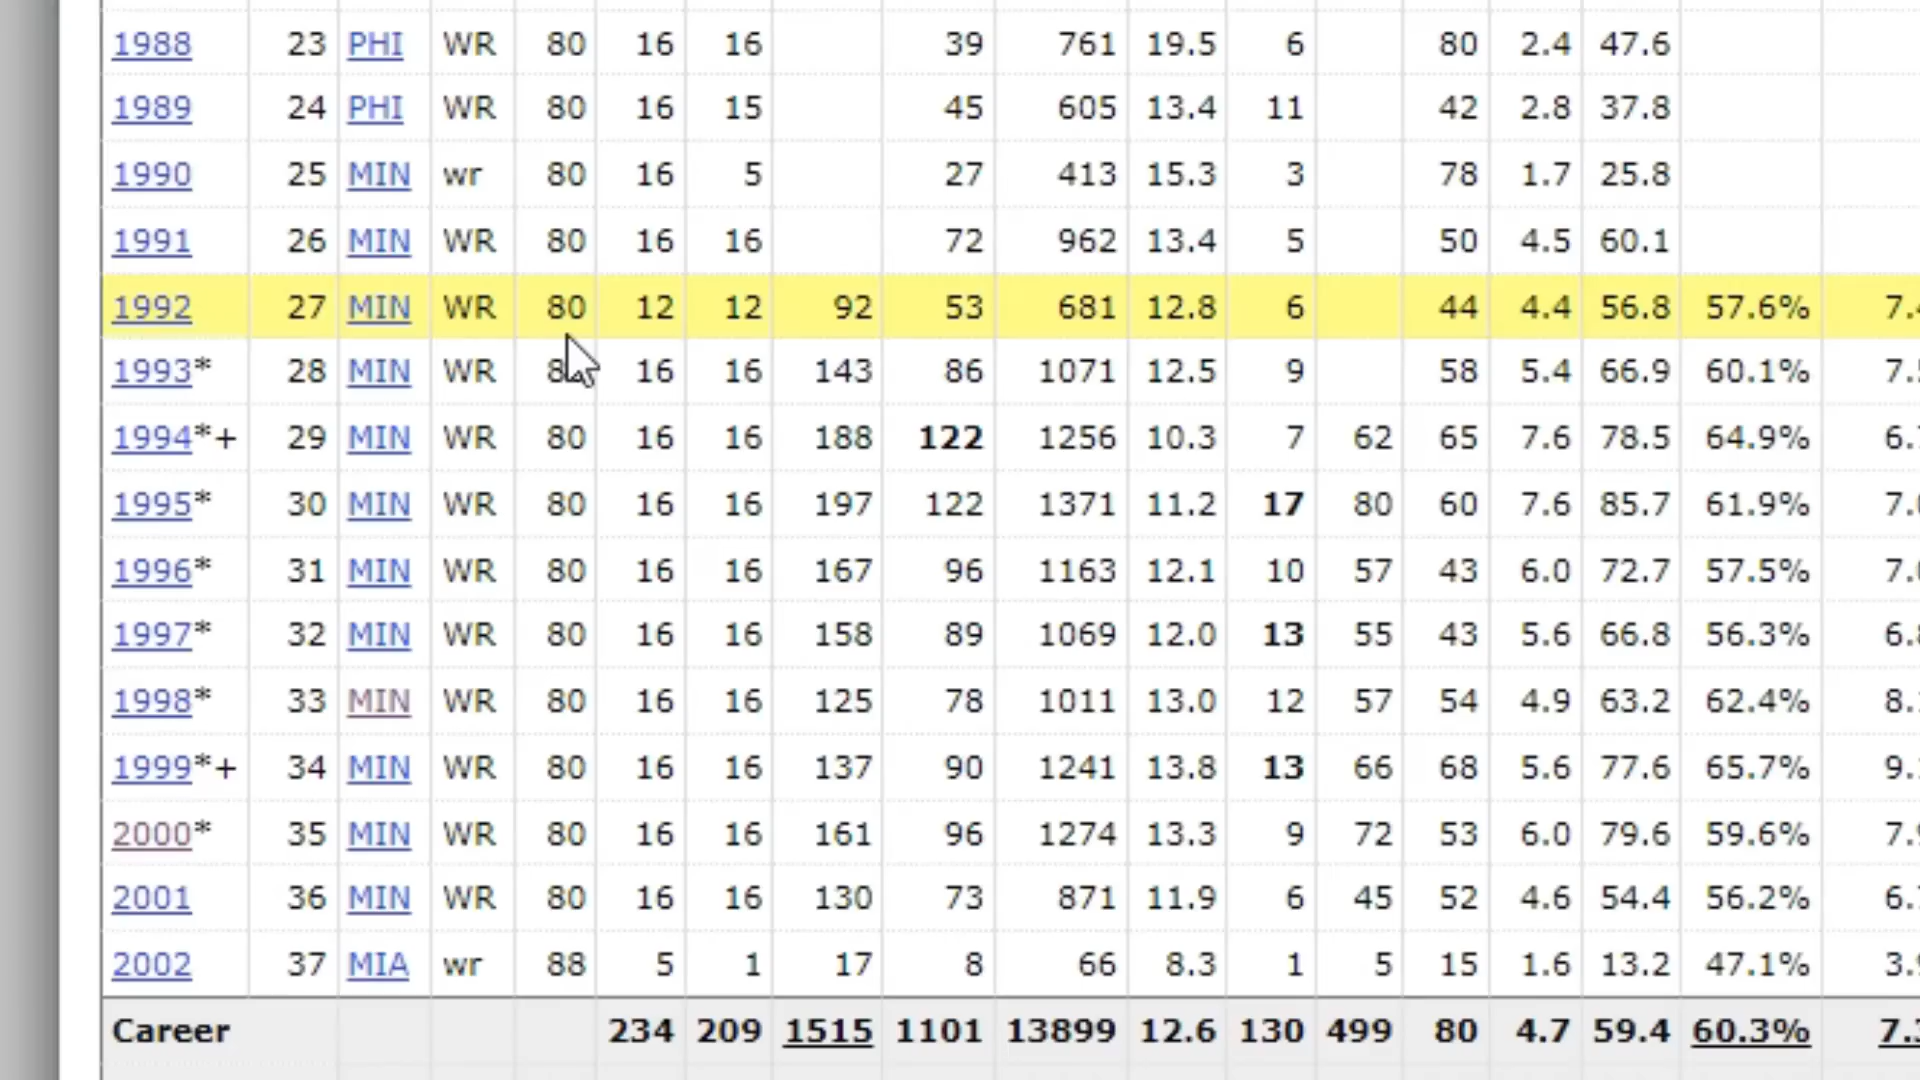 1988 23 PHI WR 80 16 16 39 761 19.5 6 80 2.4 47.6
1989 24 PHI WR 80 16 15 45 605 13.4 11 42 2.8 37.8
1990 25 MIN wr 80 16 5 27 413 15.3 3 78 1.7 25.8
1991 26 MIN WR 80 16 16 72 962 13.4 5 50 4.5 60.1
1992 27 MIN WR 80 12 12 92 53 681 12.8 6 44 4.4 56.8 57.6%
1993* 28 MIN WR 16 16 143 86 1071 12.5 9 58 5.4 66.9 60.1%
1994*+ 29 MIN WR 80 16 16 188 122 1256 10.3 7 62 65 7.6 78.5 64.9%
1995* 30 MIN WR 80 16 16 197 122 1371 11.2 17 80 60 7.6 85.7 61.9%
1996* 31 MIN WR 80 16 16 167 96 1163 12.1 10 57 43 6.0 72.7 57.5%
1997* 32 MIN WR 80 16 16 158 89 1069 12.0 13 55 43 5.6 66.8 56.3%
1998* 33 MIN WR 80 16 16 125 78 1011 13.0 12 57 54 4.9 63.2 62.4%
1999*+ 34 MIN WR 80 16 16 137 90 1241 13.8 13 66 68 5.6 77.6 65.7%
2000* 35 MIN WR 80 16 16 161 96 1274 13.3 9 72 53 6.0 79.6 59.6%
2001 36 MIN WR 80 16 16 130 73 871 11.9 6 45 52 4.6 54.4 56.2%
2002 37 MIA wr 88 5 1 17 8 66 8.3 1 5 15 1.6 13.2 47.1%
Career 234 209 1515 1101 13899 12.6 130 499 80 4.7 59.4 60.3%